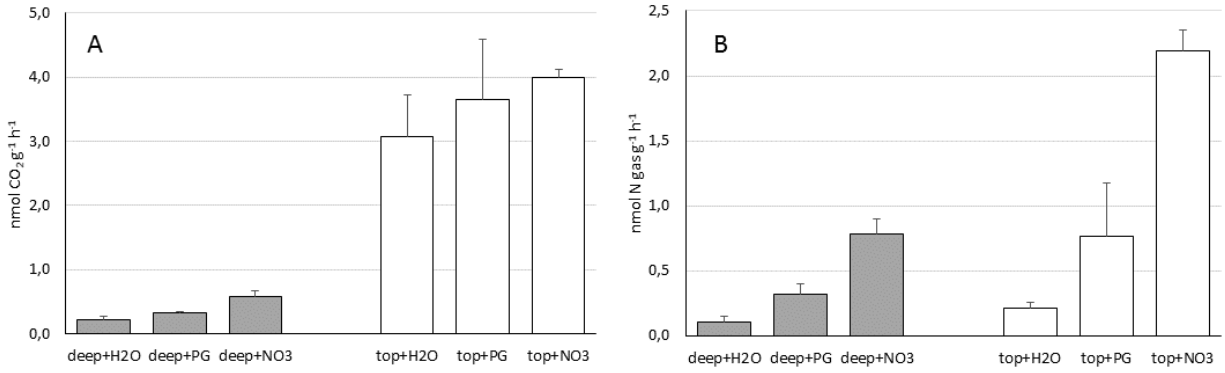 A
nmol CO₂ g⁻¹ h⁻¹
5,0
4,0
3,0
2,0
1,0
0,0
deep+H2O deep+PG deep+NO3 top+H2O top+PG top+NO3
B
nmol N gas g⁻¹ h⁻¹
2,5
2,0
1,5
1,0
0,5
0,0
deep+H2O deep+PG deep+NO3 top+H2O top+PG top+NO3